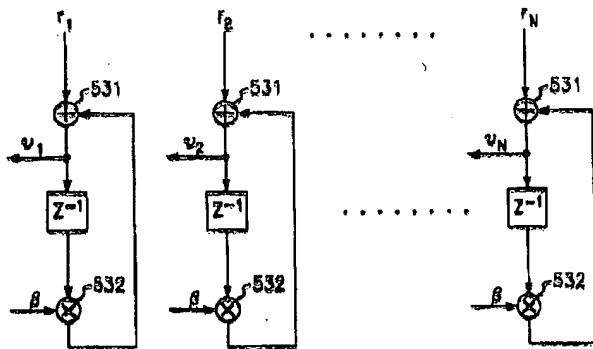 r1 r2 . . . . . . . . rN
531 531 531
v1 v2 vN
Z⁻¹ Z⁻¹ . . . . . . . . Z⁻¹
532 532 532
β β β